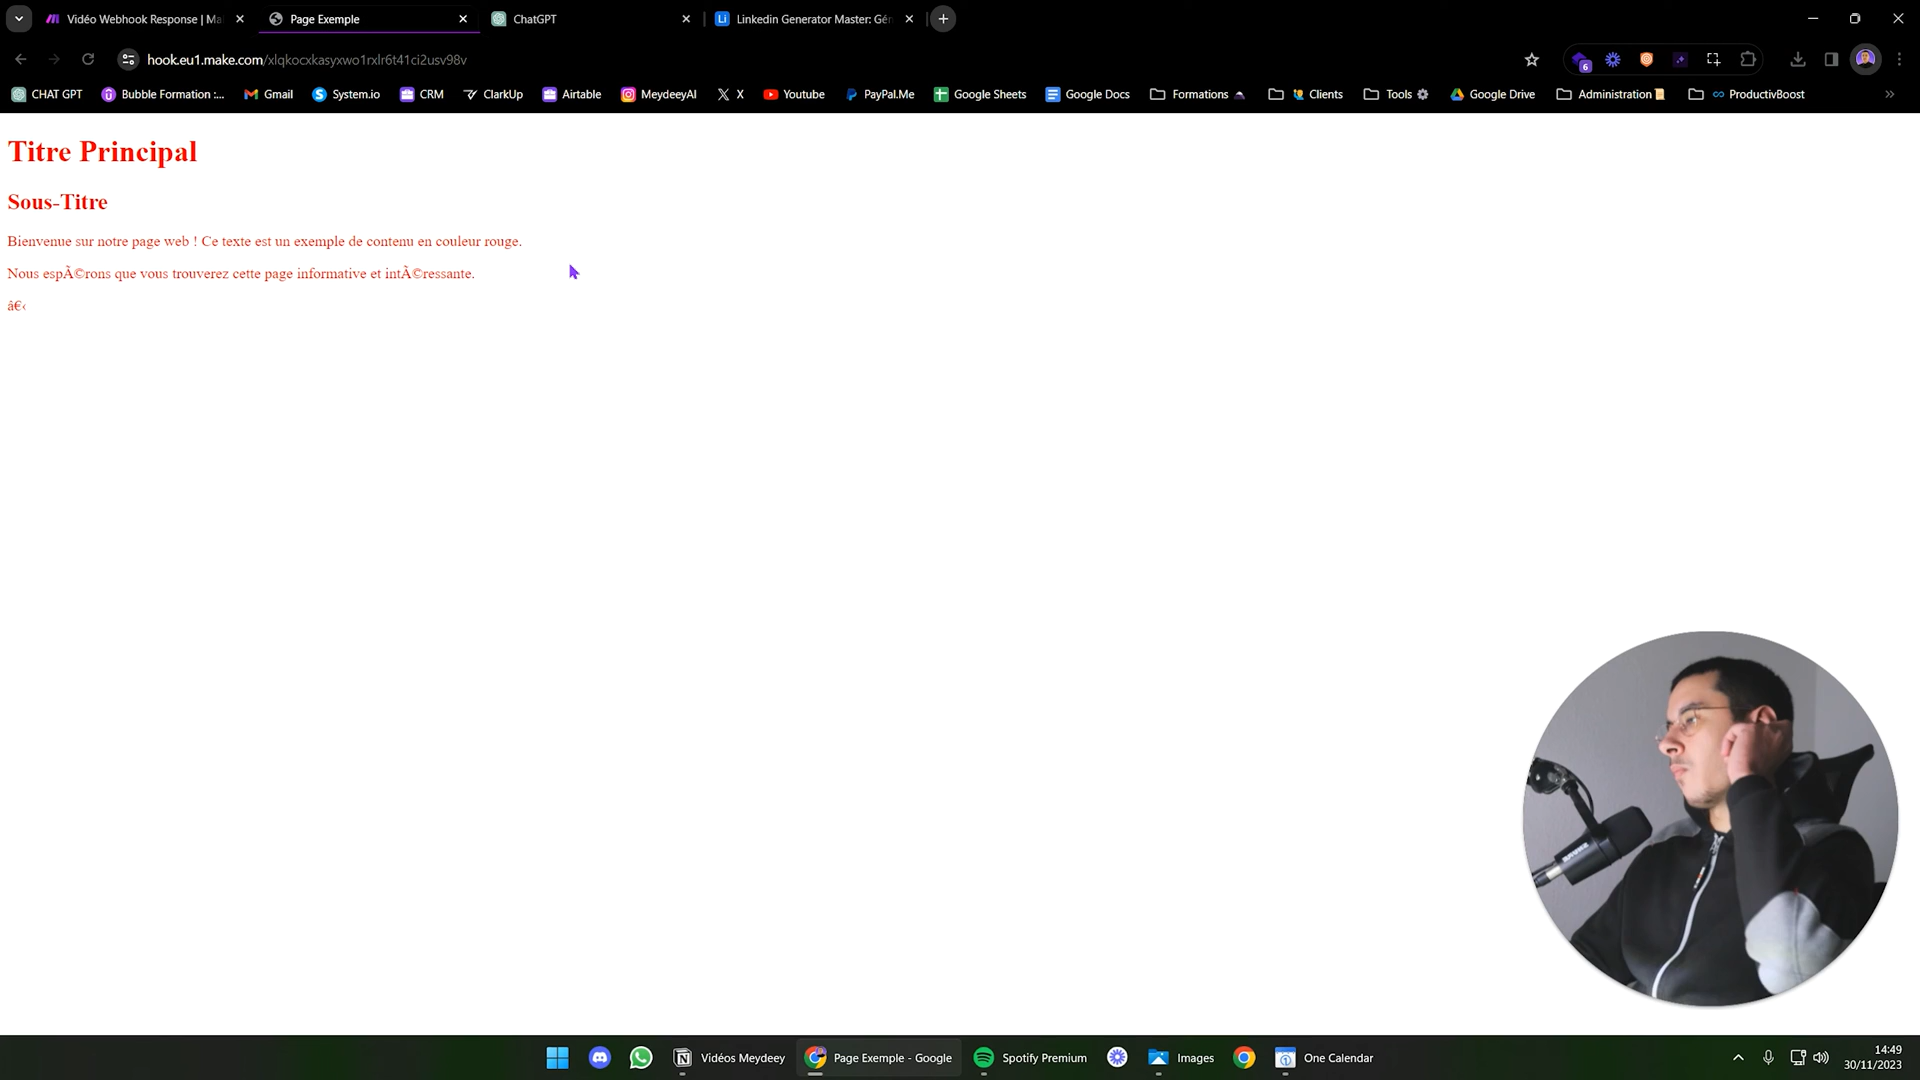 Vidéo Webhook Response | Ma
Page Exemple
ChatGPT
Li
Linkedin Generator Master: Gén
hook.eu1.make.com/xlqkocxkasyxwo1rxlr6t41ci2usv98v
6
CHAT GPT
Bubble Formation :...
Gmail
System.io
CRM
ClarkUp
Airtable
MeydeeyAI
X
Youtube
PayPal.Me
Google Sheets
Google Docs
Formations
Clients
Tools
Google Drive
Administration
ProductivBoost
Titre Principal
Sous-Titre
Bienvenue sur notre page web ! Ce texte est un exemple de contenu en couleur rouge.
Nous espÃ©rons que vous trouverez cette page informative et intÃ©ressante.
â€‹
Vidéos Meydeey
Page Exemple - Google
Spotify Premium
Images
One Calendar
14:49
30/11/2023